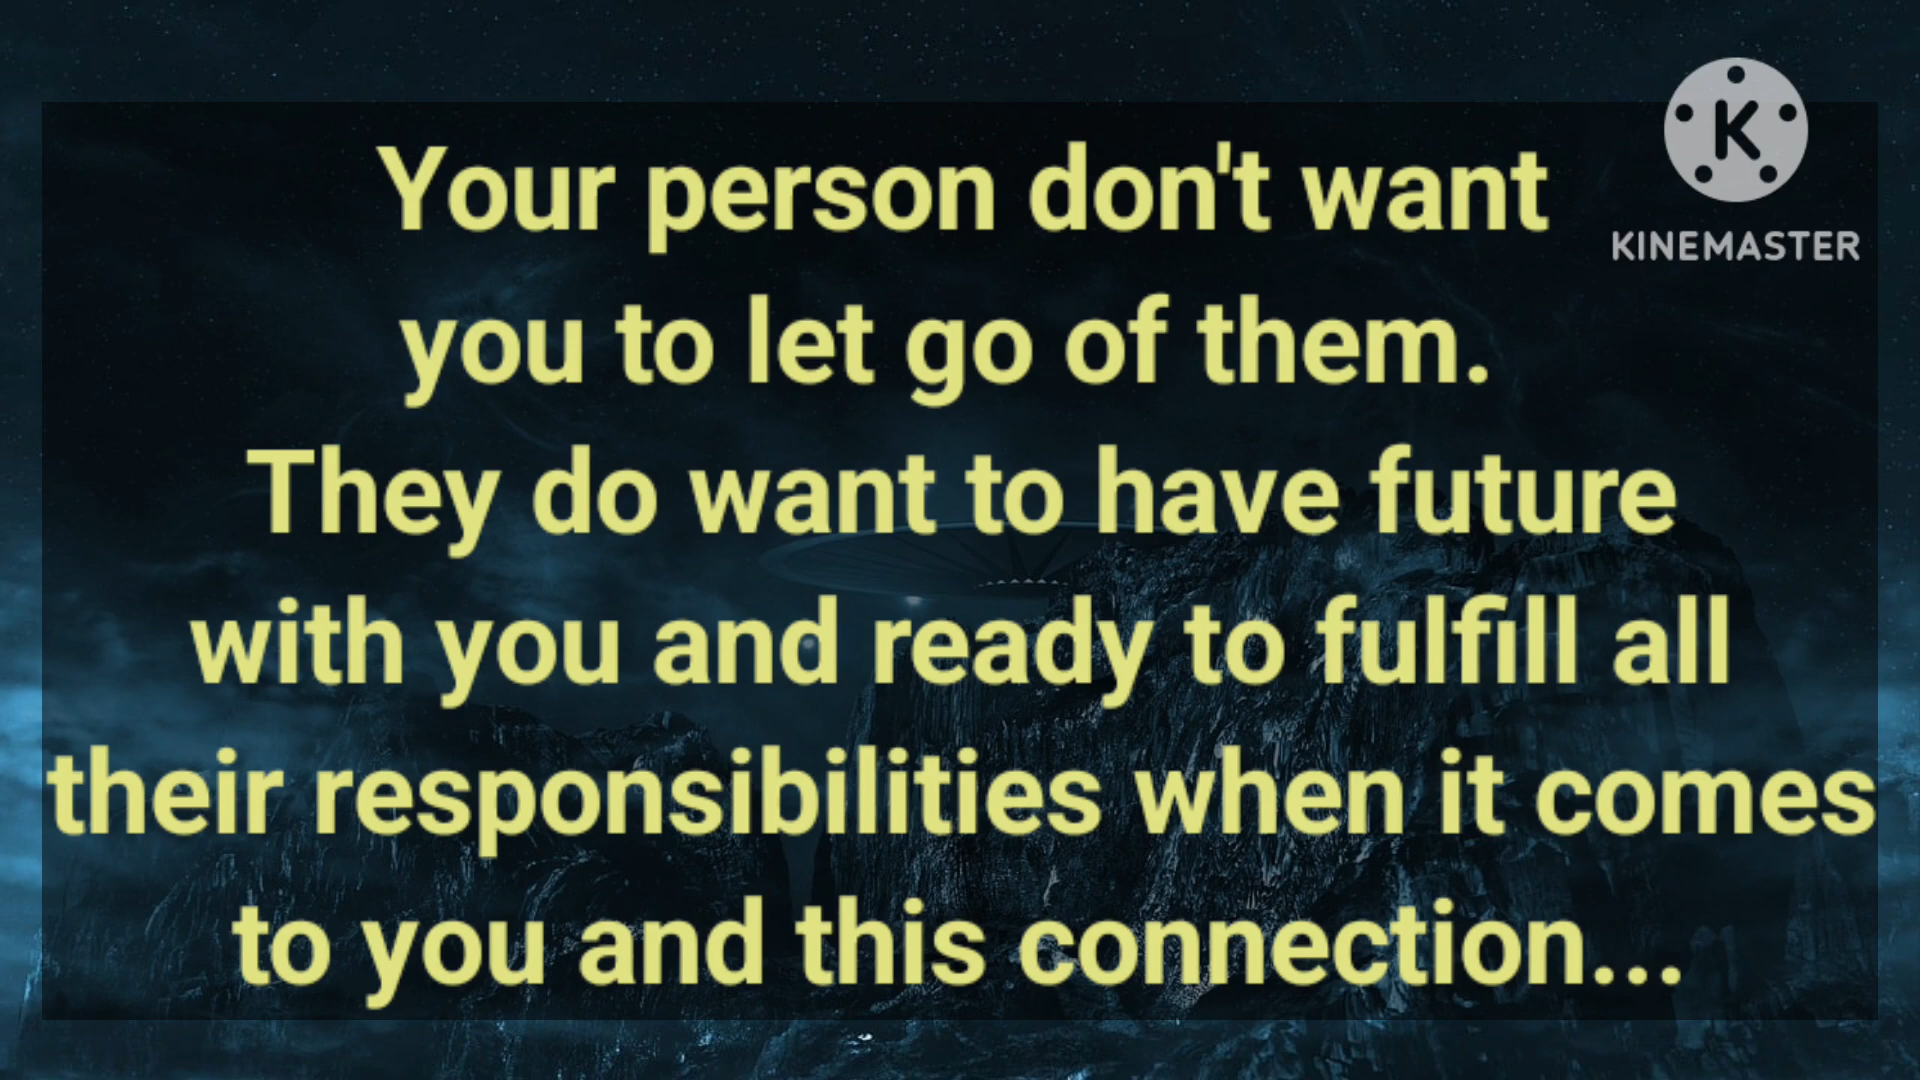 Your person don't want
you to let go of them.
They do want to have future
with you and ready to fulfill all
their responsibilities when it comes
to you and this connection...
K
KINEMASTER